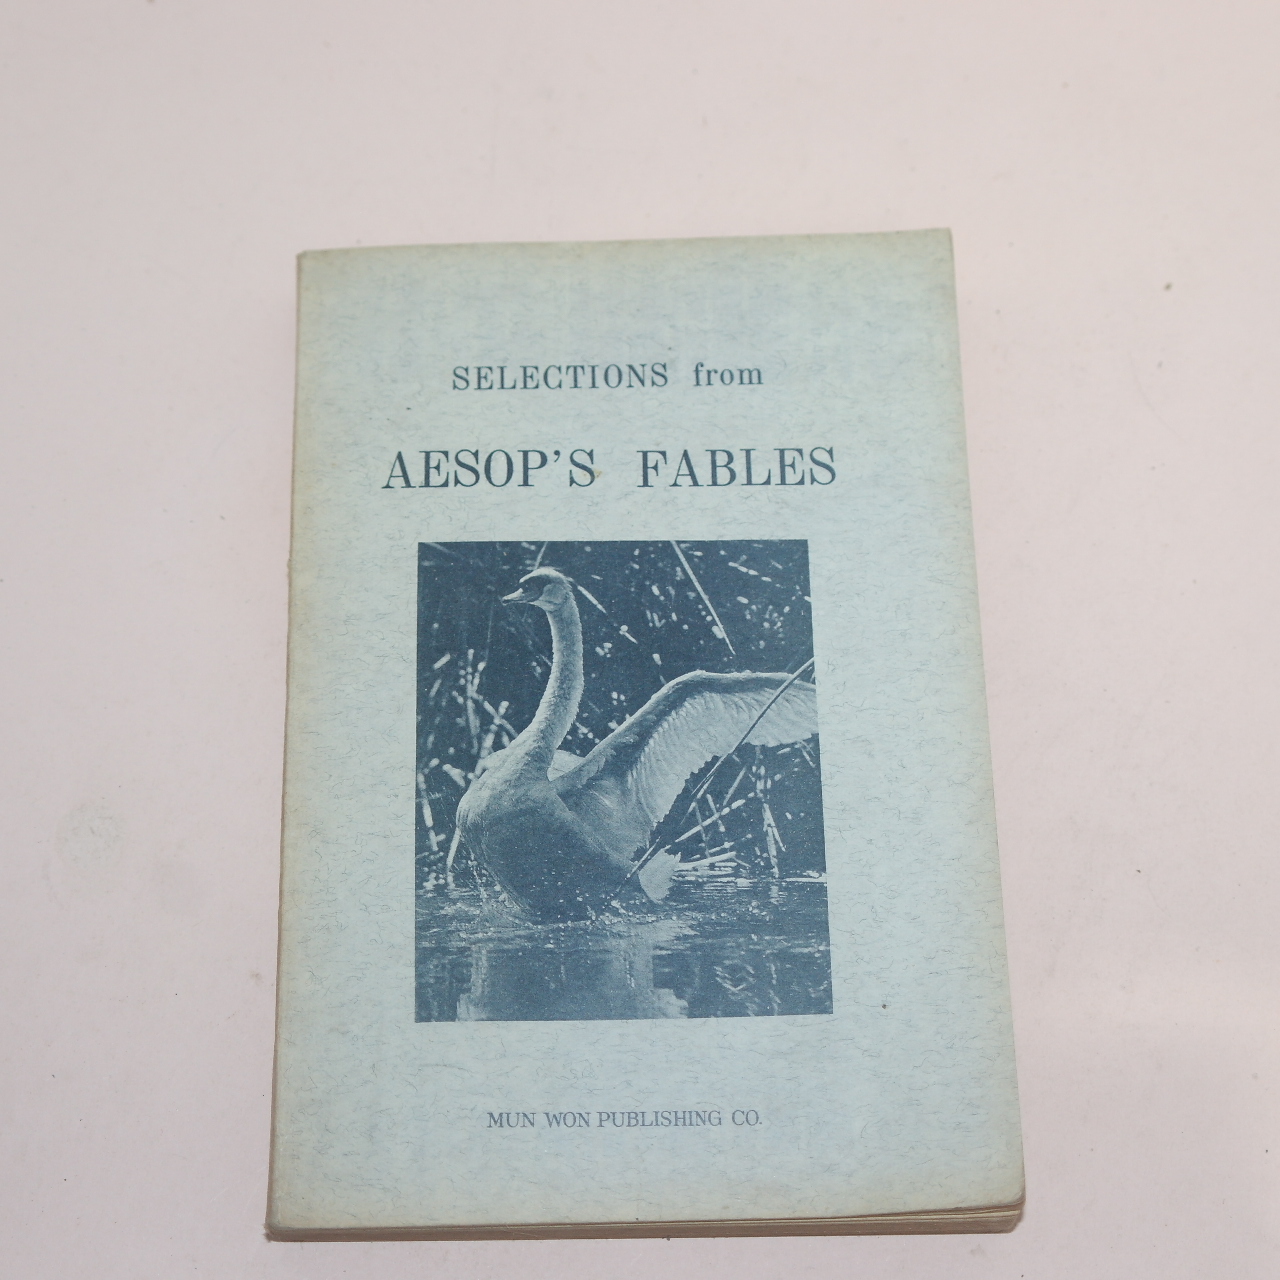 SELECTIONS from
AESOP'S FABLES
MUN WON PUBLISHING CO.